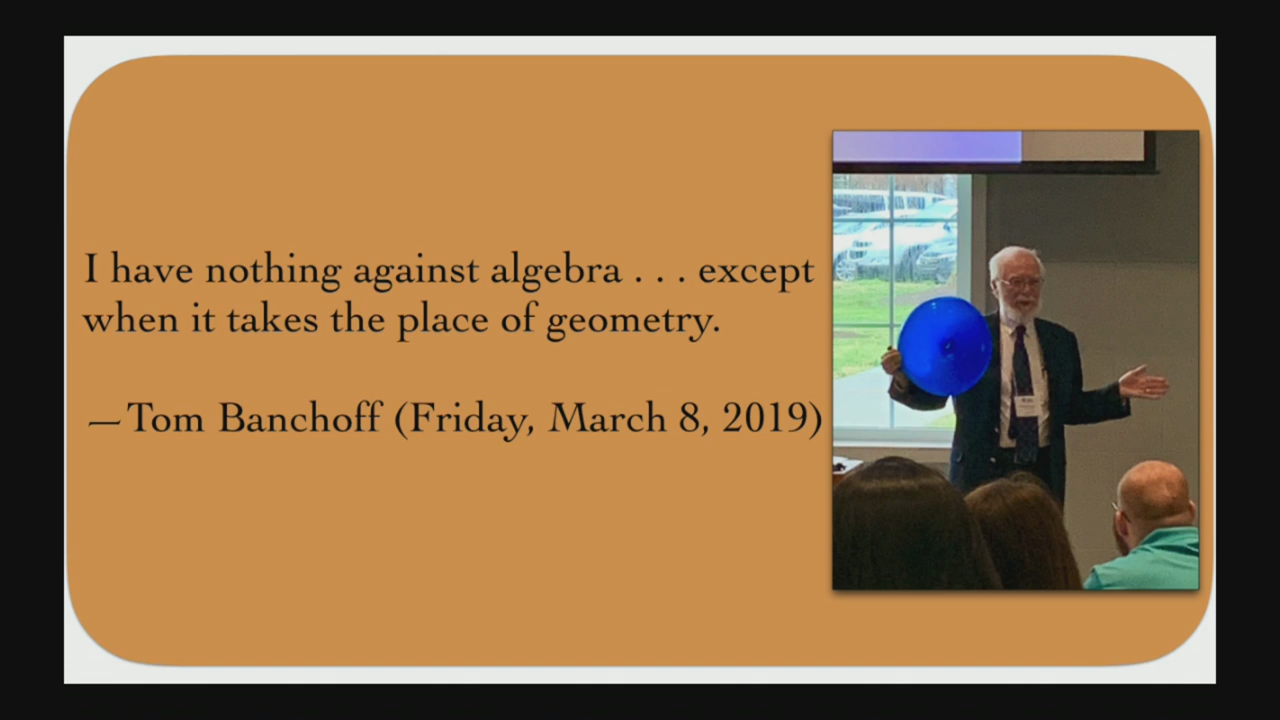 I have nothing against algebra . . . except
when it takes the place of geometry.
—Tom Banchoff (Friday, March 8, 2019)